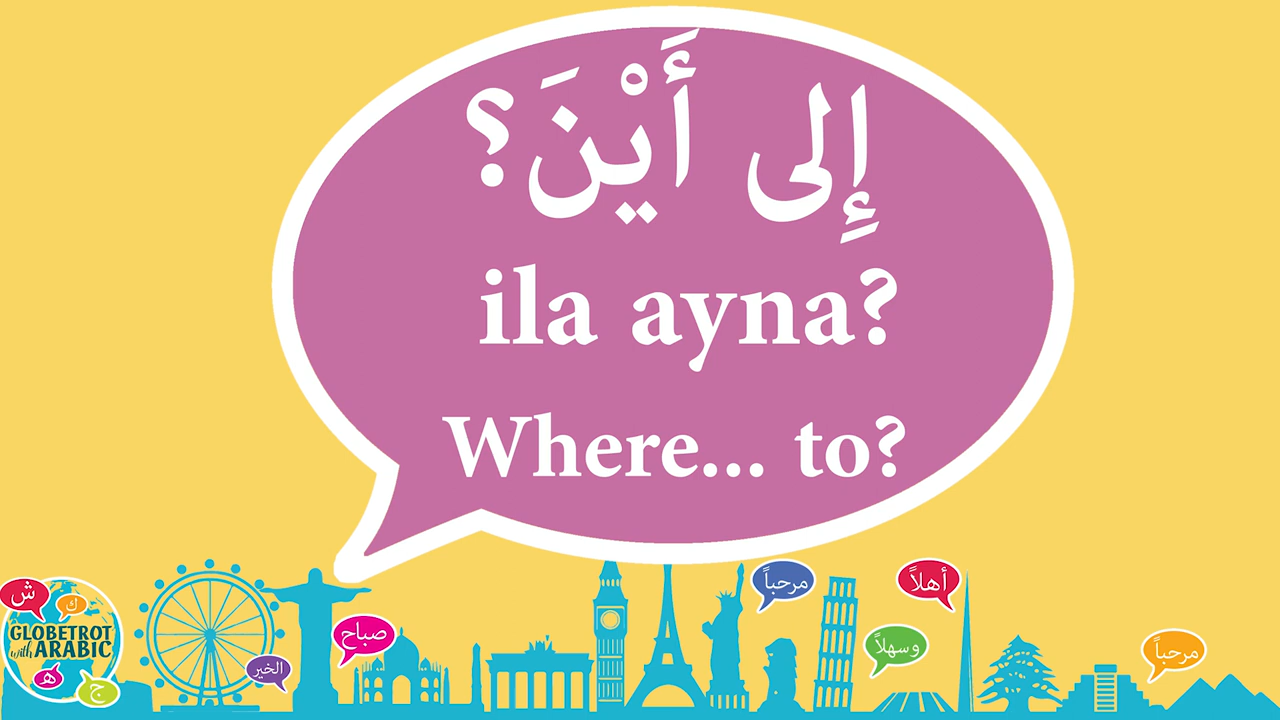 إِلى أَيْنَ؟
ila ayna?
Where... to?
ش
ك
GLOBETROT
with ARABIC
ه
ج
الخير
صباح
مرحباً
أهلاً
وسهلاً
مرحباً